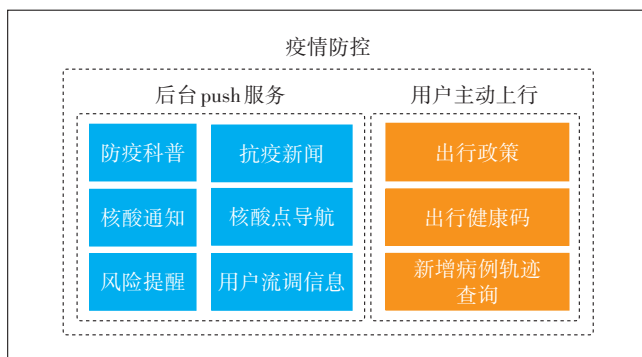 疫情防控
后台push服务
用户主动上行
防疫科普
抗疫新闻
出行政策
核酸通知
核酸点导航
出行健康码
风险提醒
用户流调信息
新增病例轨迹
查询